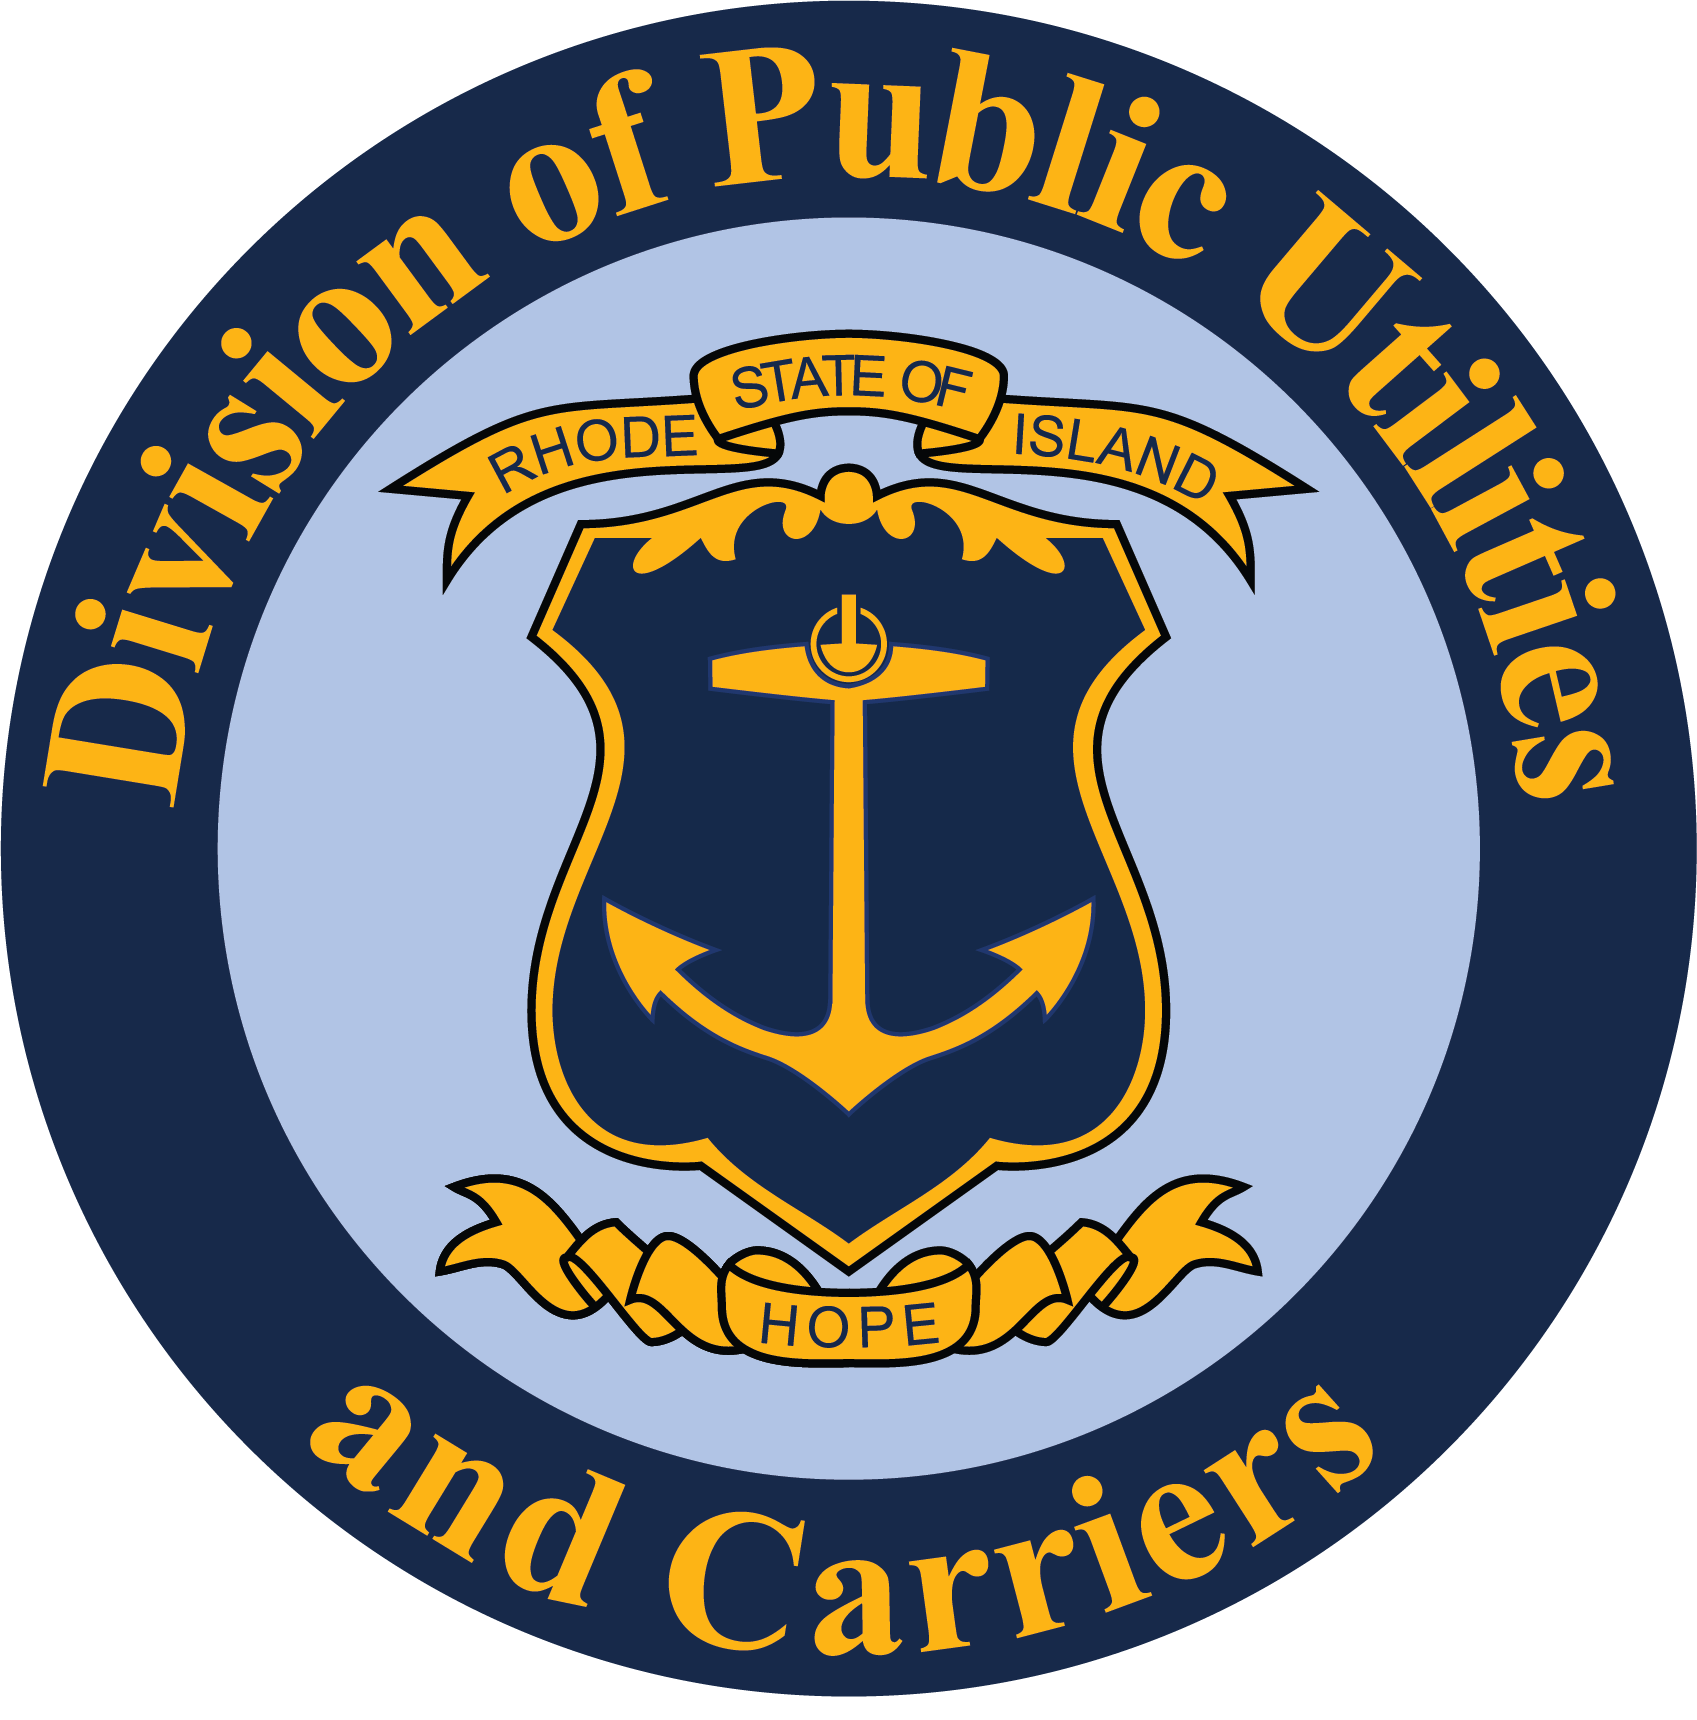 Division of Public Utilities
RHODE STATE OF ISLAND
HOPE
and Carriers